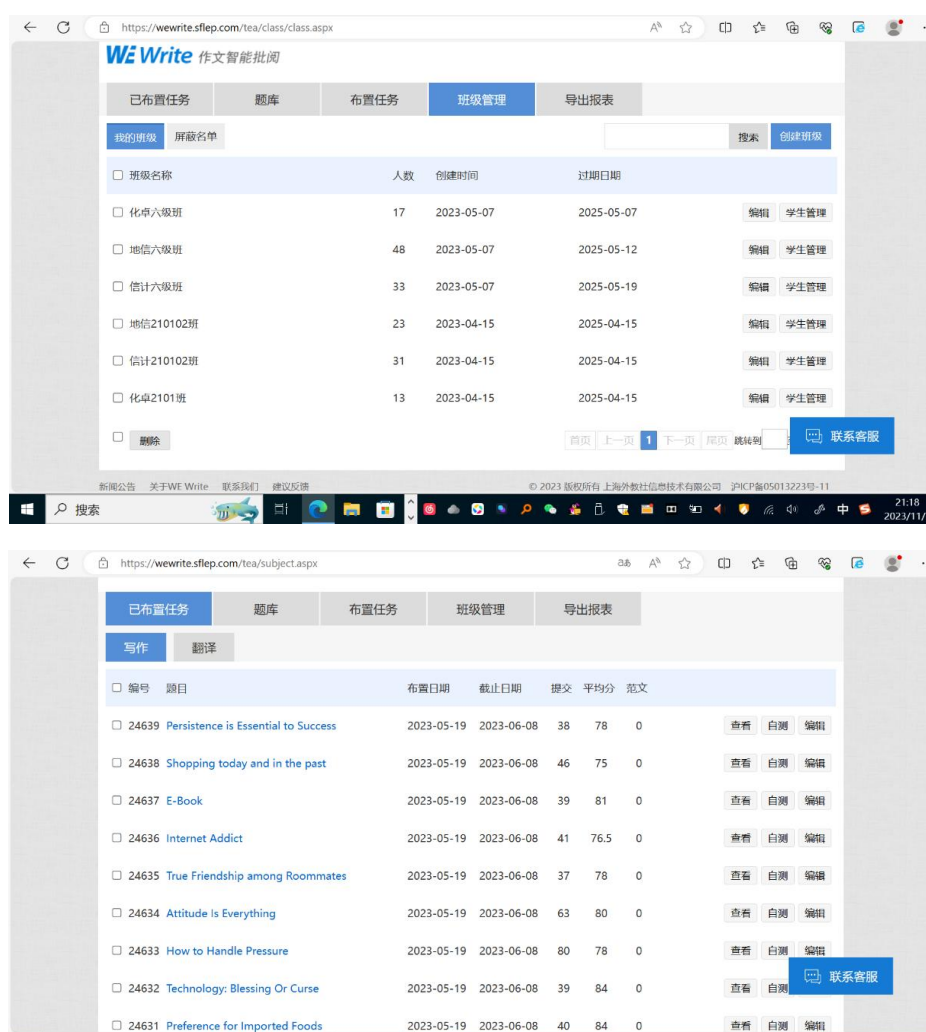 https://wewrite.sflep.com/tea/class/class.aspx
WE Write 作文智能批阅
已布置任务 题库 布置任务 班级管理 导出报表
我的班级 屏蔽名单 搜索 创建班级
班级名称 人数 创建时间 过期日期
化卓六级班 17 2023-05-07 2025-05-07 编辑 学生管理
地信六级班 48 2023-05-07 2025-05-12 编辑 学生管理
信计六级班 33 2023-05-07 2025-05-19 编辑 学生管理
地信210102班 23 2023-04-15 2025-04-15 编辑 学生管理
信计210102班 31 2023-04-15 2025-04-15 编辑 学生管理
化卓2101班 13 2023-04-15 2025-04-15 编辑 学生管理
删除 首页 上一页 1 下一页 尾页 跳转到 联系客服
新闻公告 关于WE Write 联系我们 建议反馈 © 2023 版权所有 上海外教社信息技术有限公司 沪ICP备05013223号-11
搜索 中 21:18
2023/11/
https://wewrite.sflep.com/tea/subject.aspx
已布置任务 题库 布置任务 班级管理 导出报表
写作 翻译
编号 题目 布置日期 截止日期 提交 平均分 范文
24639 Persistence is Essential to Success 2023-05-19 2023-06-08 38 78 0 查看 自测 编辑
24638 Shopping today and in the past 2023-05-19 2023-06-08 46 75 0 查看 自测 编辑
24637 E-Book 2023-05-19 2023-06-08 39 81 0 查看 自测 编辑
24636 Internet Addict 2023-05-19 2023-06-08 41 76.5 0 查看 自测 编辑
24635 True Friendship among Roommates 2023-05-19 2023-06-08 37 78 0 查看 自测 编辑
24634 Attitude Is Everything 2023-05-19 2023-06-08 63 80 0 查看 自测 编辑
24633 How to Handle Pressure 2023-05-19 2023-06-08 80 78 0 查看 自测 编辑
联系客服
24632 Technology: Blessing Or Curse 2023-05-19 2023-06-08 39 84 0 查看 自测
24631 Preference for Imported Foods 2023-05-19 2023-06-08 40 84 0 查看 自测 编辑